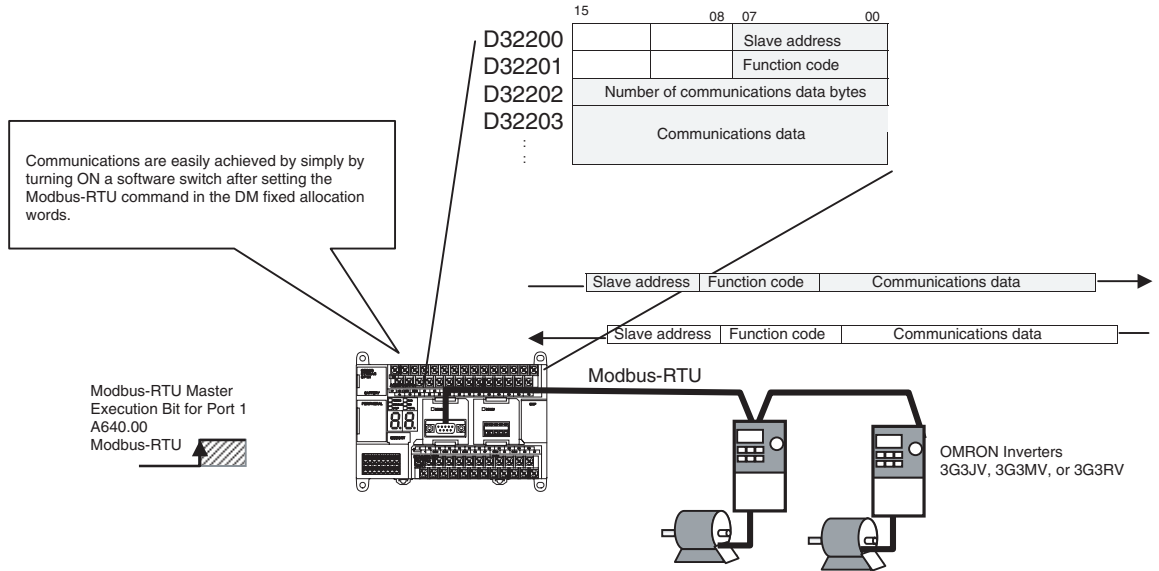 15 08 07 00
D32200 Slave address
D32201 Function code
D32202 Number of communications data bytes
D32203 Communications data
:
:
Communications are easily achieved by simply by
turning ON a software switch after setting the
Modbus-RTU command in the DM fixed allocation
words.
Slave address Function code Communications data
Slave address Function code Communications data
Modbus-RTU
Modbus-RTU Master
Execution Bit for Port 1
A640.00
Modbus-RTU
OMRON Inverters
3G3JV, 3G3MV, or 3G3RV
BATTERY
PERIPHERAL